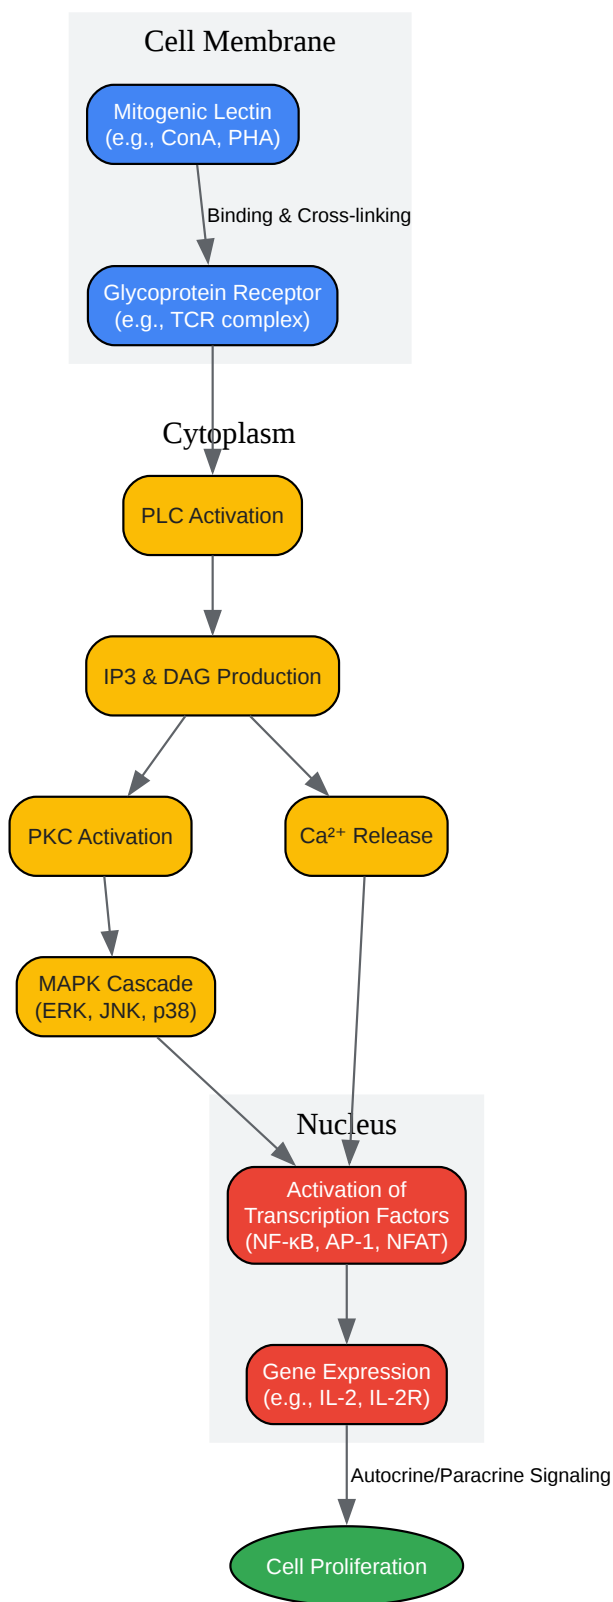 Cell Membrane
Mitogenic Lectin
(e.g., ConA, PHA)
Binding & Cross-linking
Glycoprotein Receptor
(e.g., TCR complex)
Cytoplasm
PLC Activation
IP3 & DAG Production
PKC Activation
Ca²⁺ Release
MAPK Cascade
(ERK, JNK, p38)
Nucleus
Activation of
Transcription Factors
(NF-κB, AP-1, NFAT)
Gene Expression
(e.g., IL-2, IL-2R)
Autocrine/Paracrine Signaling
Cell Proliferation